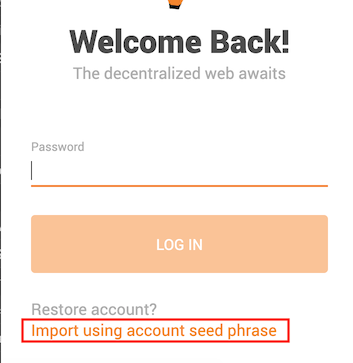 Welcome Back!
The decentralized web awaits
Password
LOG IN
Restore account?
Import using account seed phrase